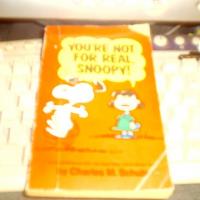 YOU'RE NOT
FOR REAL,
SNOOPY!
by Charles M. Schulz